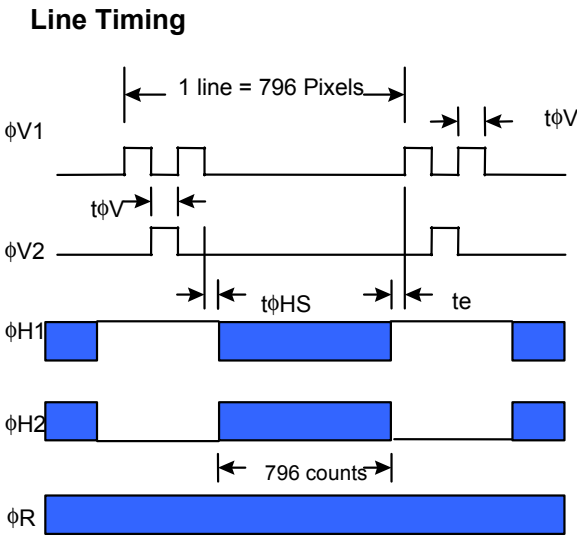 Line Timing
1 line = 796 Pixels
tϕV
ϕV1
tϕV
ϕV2
tϕHS
te
ϕH1
ϕH2
796 counts
ϕR